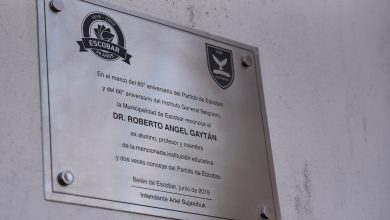 ESCOBAR
En el marco del 60° aniversario del Partido de Escobar
y del 66° aniversario del Instituto General Belgrano,
la Municipalidad de Escobar reconoce al
DR. ROBERTO ANGEL GAYTÁN
ex alumno, profesor y miembro
de la mencionada institución educativa
y dos veces concejal del Partido de Escobar.
Belén de Escobar, junio de 2019
Intendente Ariel Sujarchuk